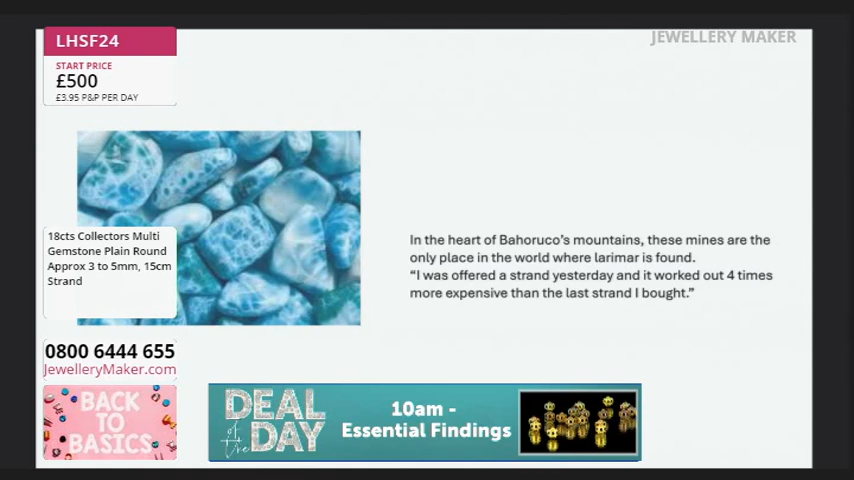 LHSF24
START PRICE
£500
£3.95 P&P PER DAY
JEWELLERY MAKER
18cts Collectors Multi
Gemstone Plain Round
Approx 3 to 5mm, 15cm
Strand
In the heart of Bahoruco’s mountains, these mines are the
only place in the world where larimar is found.
“I was offered a strand yesterday and it worked out 4 times
more expensive than the last strand I bought.”
0800 6444 655
JewelleryMaker.com
BACK
TO
BASICS
DEAL
of the
DAY
10am -
Essential Findings